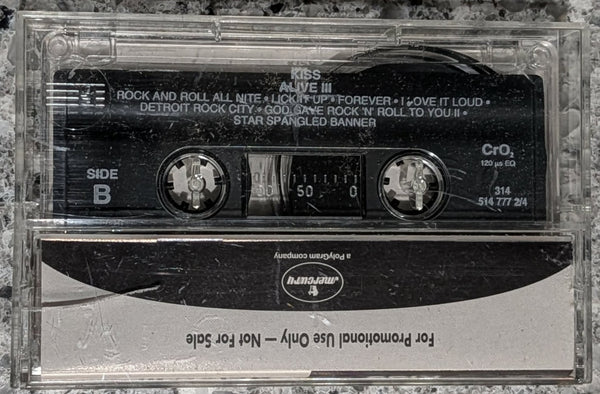 KISS
ALIVE III
ROCK AND ROLL ALL NITE • LICK IT UP • FOREVER • I LOVE IT LOUD •
DETROIT ROCK CITY • GOD GAVE ROCK 'N' ROLL TO YOU II •
STAR SPANGLED BANNER
SIDE
B
CrO₂
120 µs EQ
314
514 777 2/4
50 0
a PolyGram company
mercury
For Promotional Use Only — Not For Sale